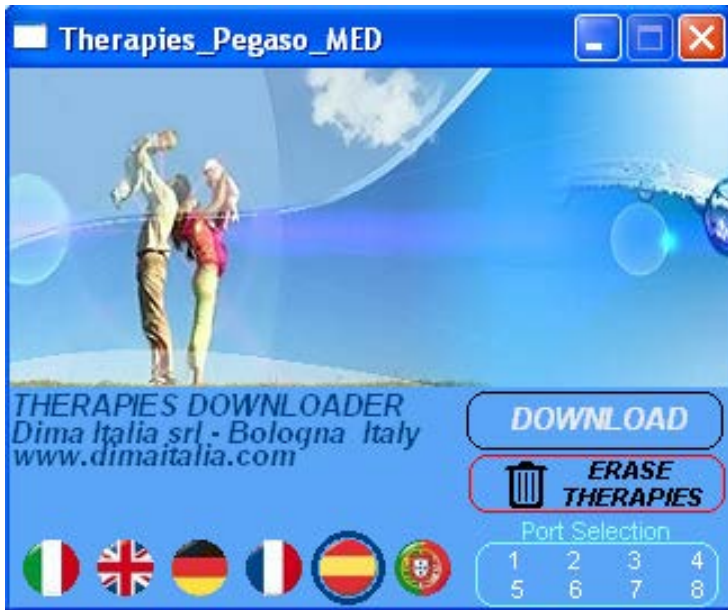 Therapies_Pegaso_MED
THERAPIES DOWNLOADER
Dima Italia srl - Bologna Italy
www.dimaitalia.com
DOWNLOAD
ERASE
THERAPIES
Port Selection
1 2 3 4
5 6 7 8